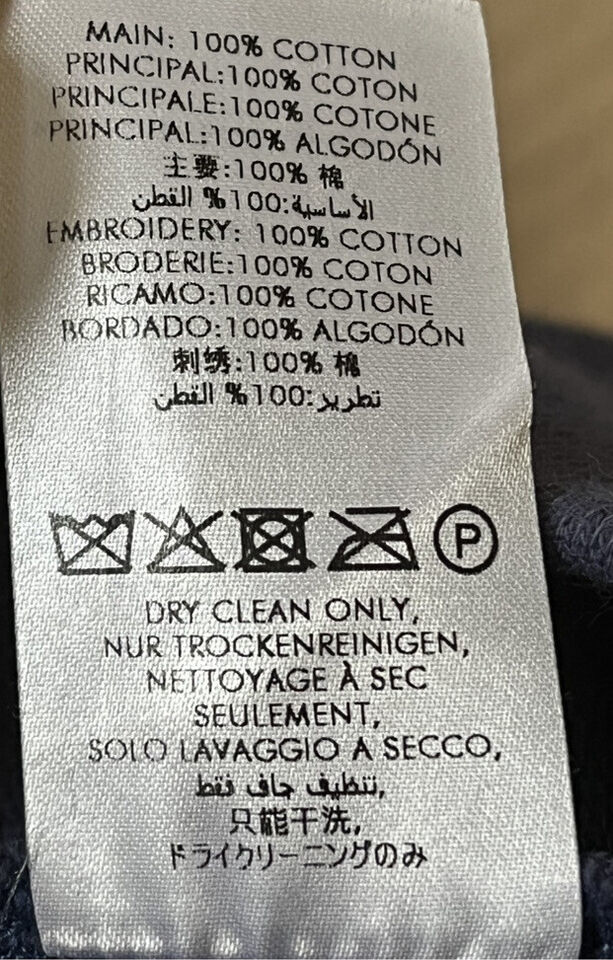 MAIN: 100% COTTON
PRINCIPAL:100% COTON
PRINCIPALE:100% COTONE
PRINCIPAL:100% ALGODÓN
主要:100% 棉
الأساسية:100% القطن
EMBROIDERY: 100% COTTON
BRODERIE:100% COTON
RICAMO:100% COTONE
BORDADO:100% ALGODÓN
刺绣:100% 棉
تطريز:100% القطن
P
DRY CLEAN ONLY,
NUR TROCKENREINIGEN,
NETTOYAGE À SEC
SEULEMENT,
SOLO LAVAGGIO A SECCO,
تنظيف جاف فقط,
只能干洗,
ドライクリーニングのみ